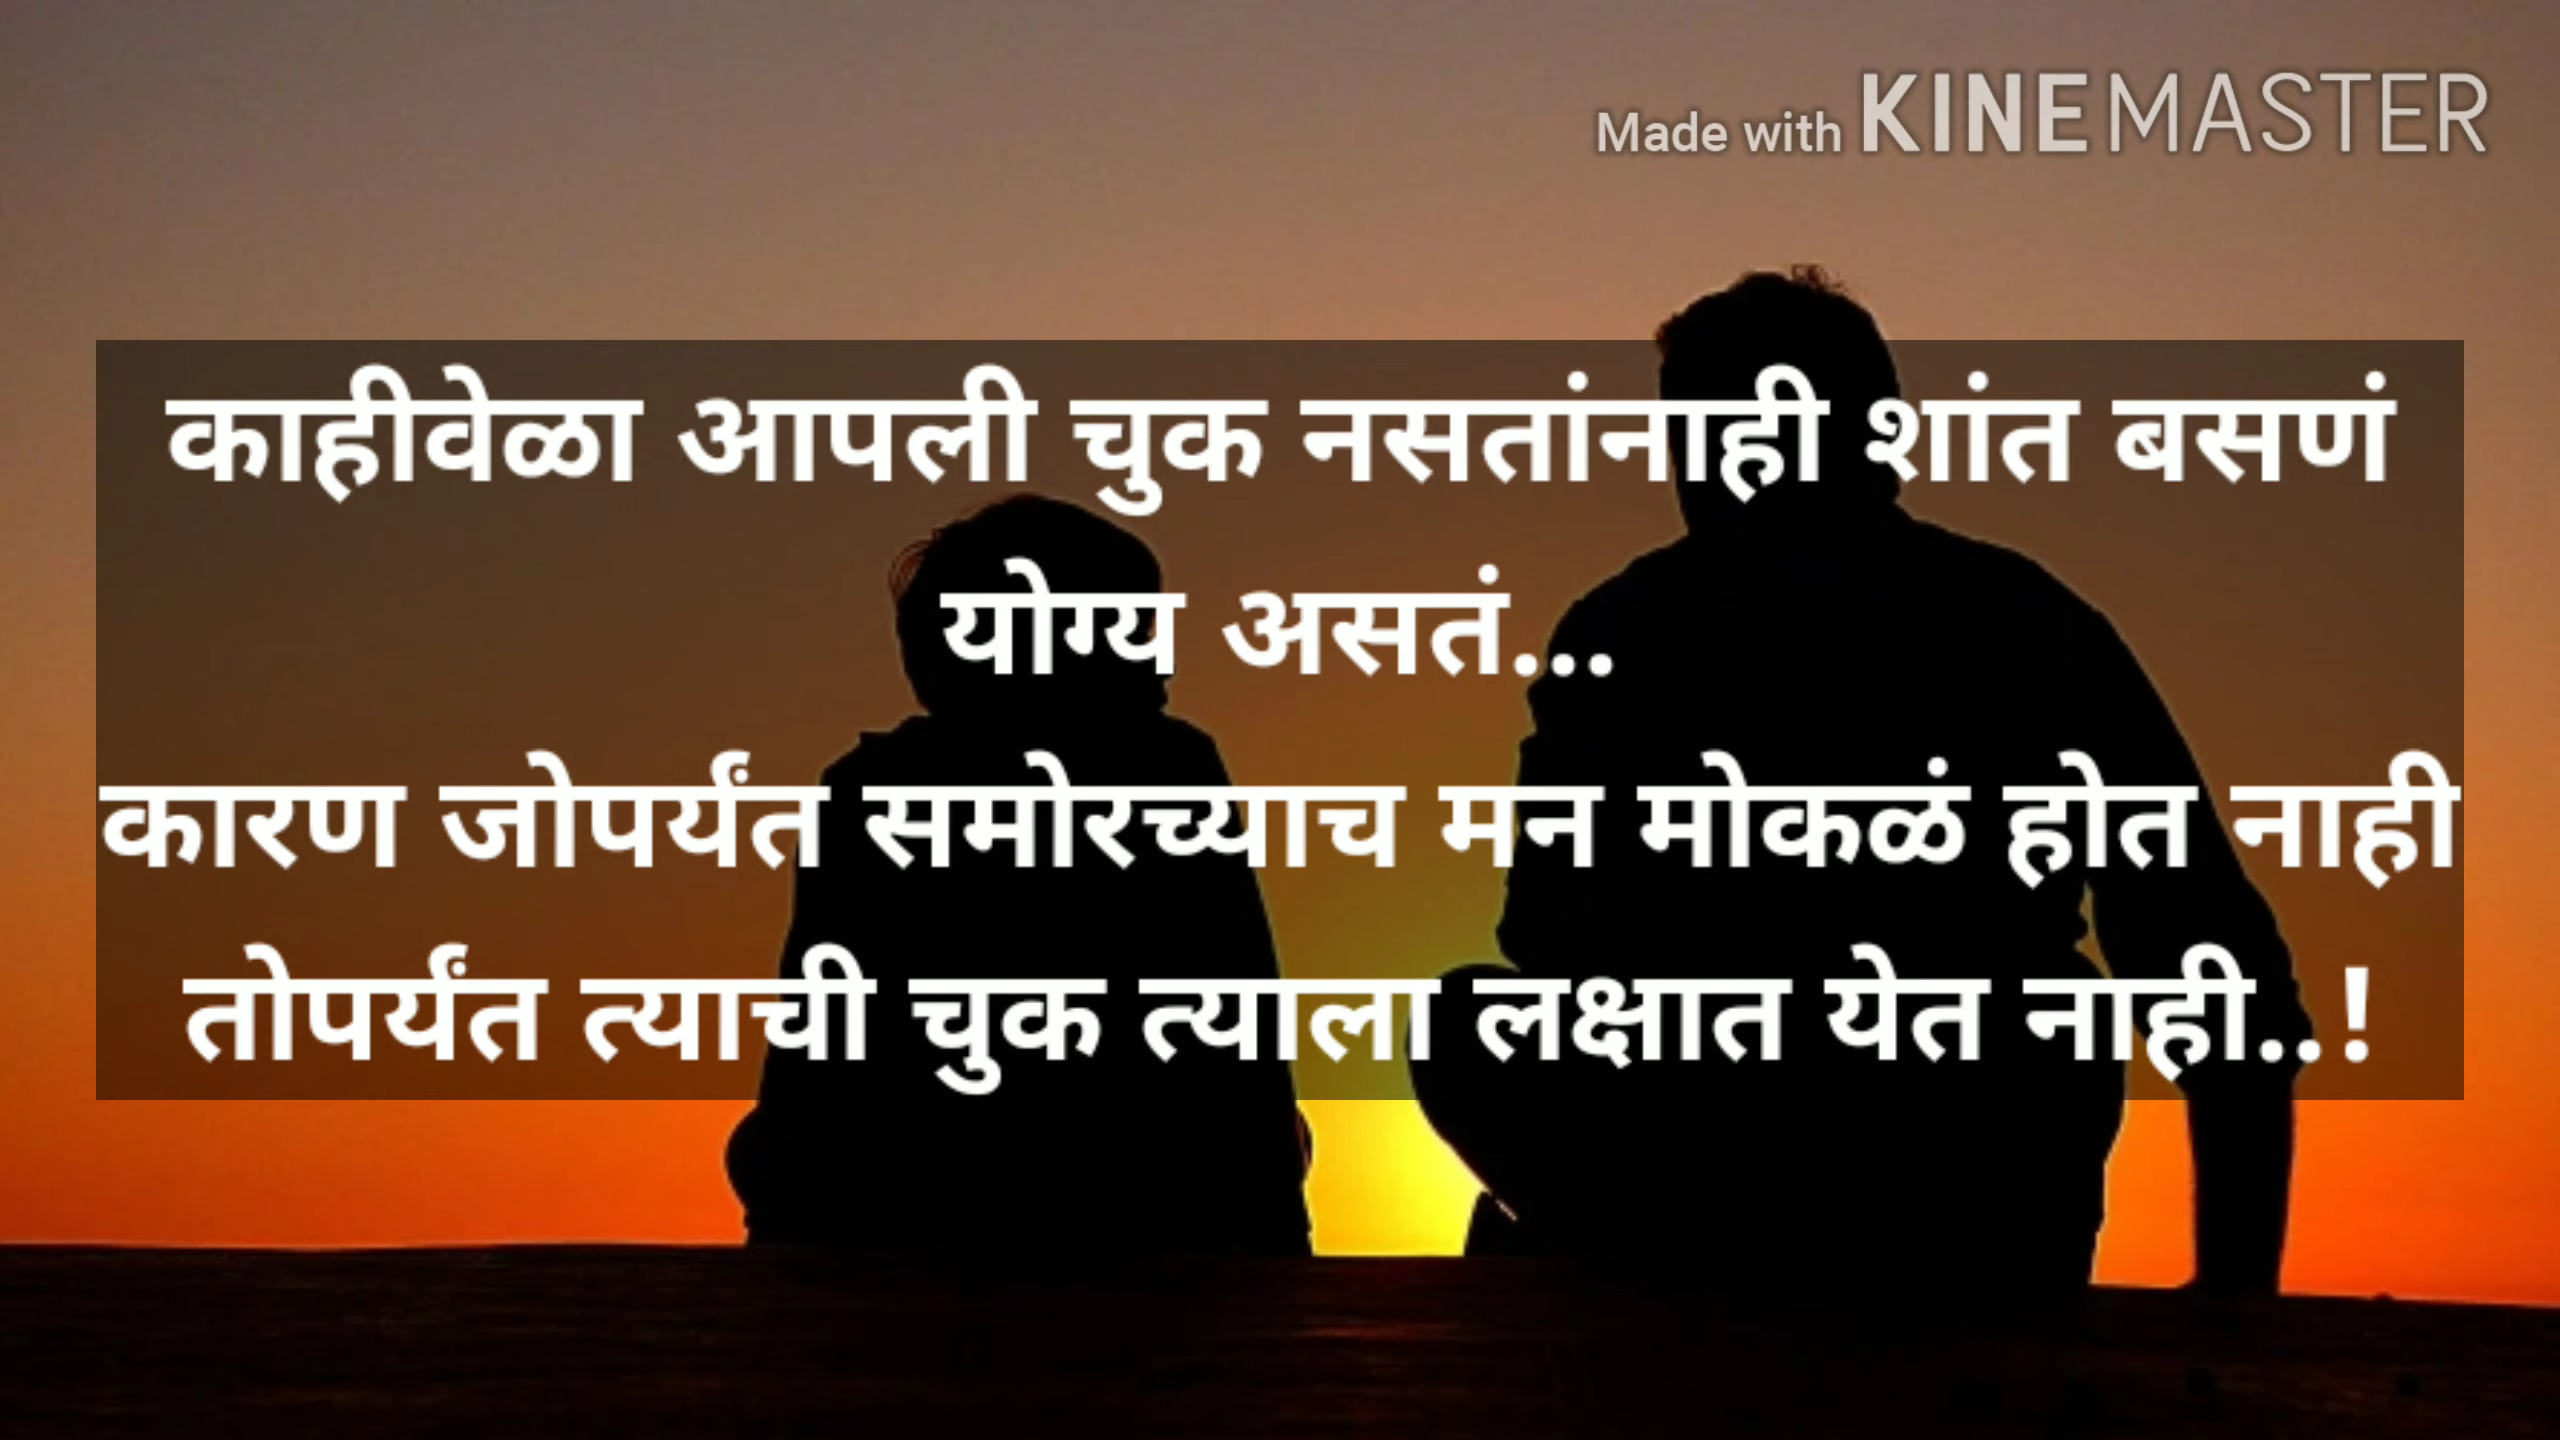 Made with KINEMASTER
काहीवेळा आपली चुक नसतांनाही शांत बसणं
योग्य असतं...
कारण जोपर्यंत समोरच्याच मन मोकळं होत नाही
तोपर्यंत त्याची चुक त्याला लक्षात येत नाही..!